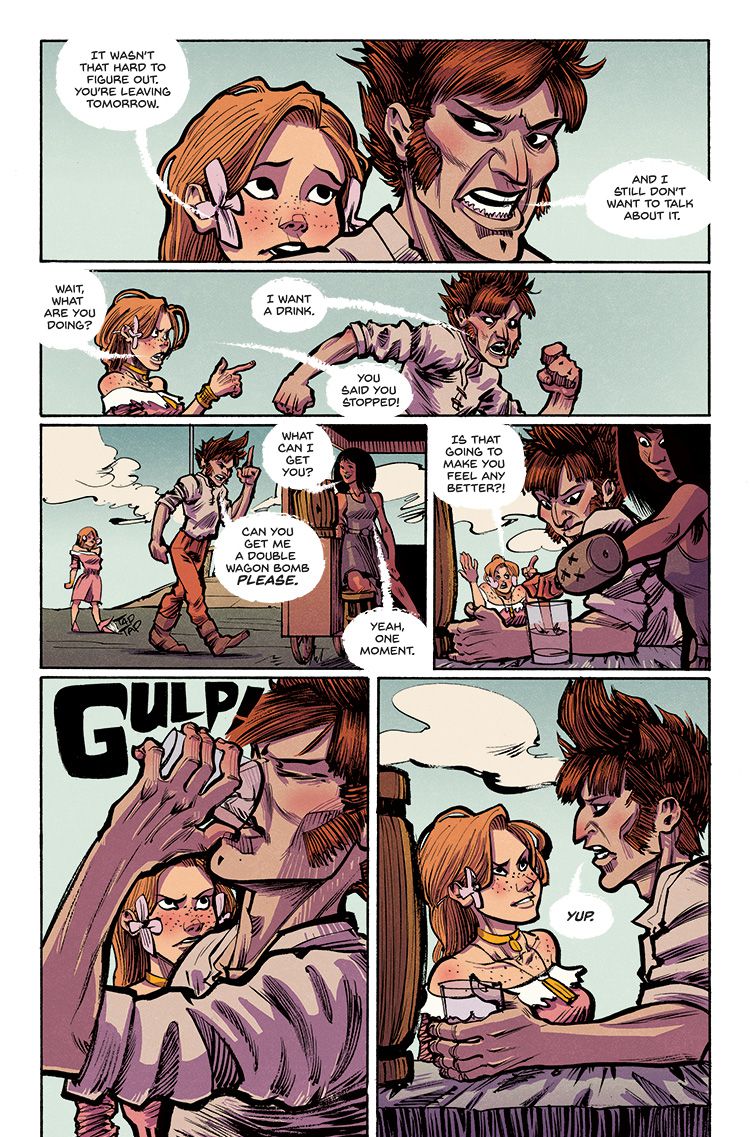 IT WASN'T
THAT HARD TO
FIGURE OUT.
YOU'RE LEAVING
TOMORROW.
AND I
STILL DON'T
WANT TO TALK
ABOUT IT.
WAIT,
WHAT
ARE YOU
DOING?
I WANT
A DRINK.
YOU
SAID YOU
STOPPED!
CAN YOU
GET ME
A DOUBLE
WAGON BOMB
PLEASE.
WHAT
CAN I
GET
YOU?
YEAH,
ONE
MOMENT.
TAP
TAP
IS THAT
GOING TO
MAKE YOU
FEEL ANY
BETTER?!
GULP!
YUP.